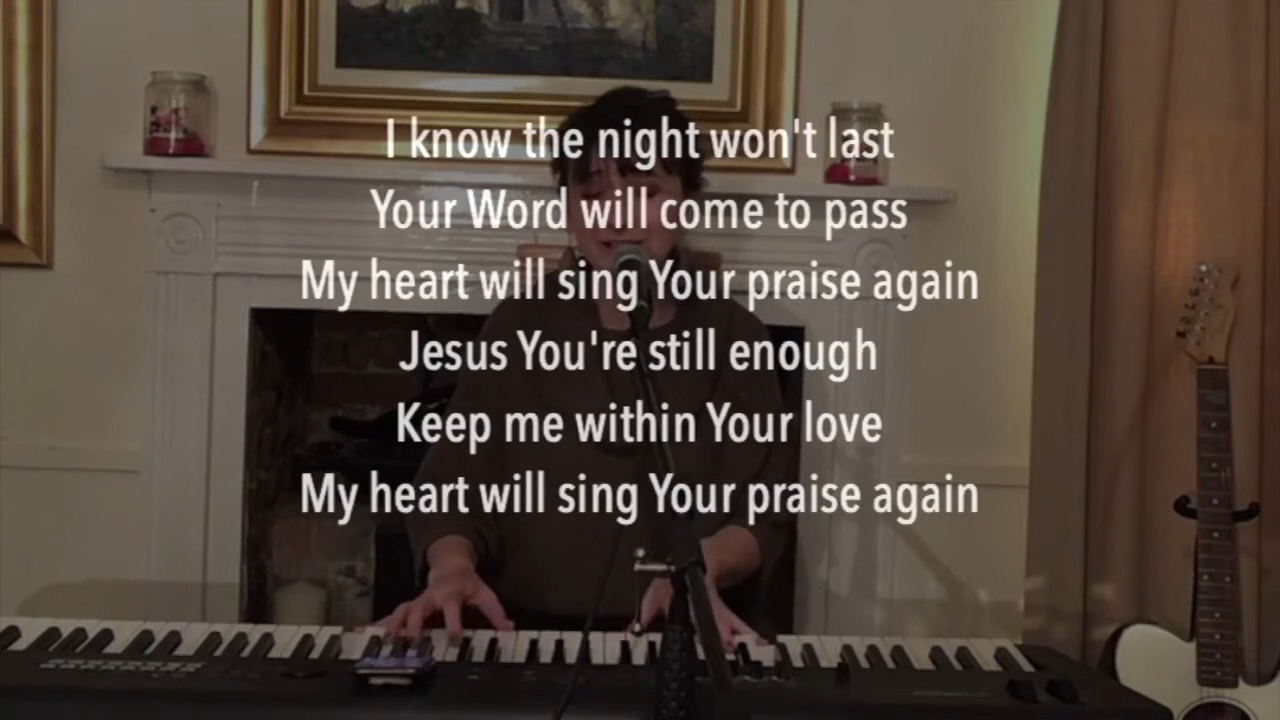 I know the night won't last
Your Word will come to pass
My heart will sing Your praise again
Jesus You're still enough
Keep me within Your love
My heart will sing Your praise again